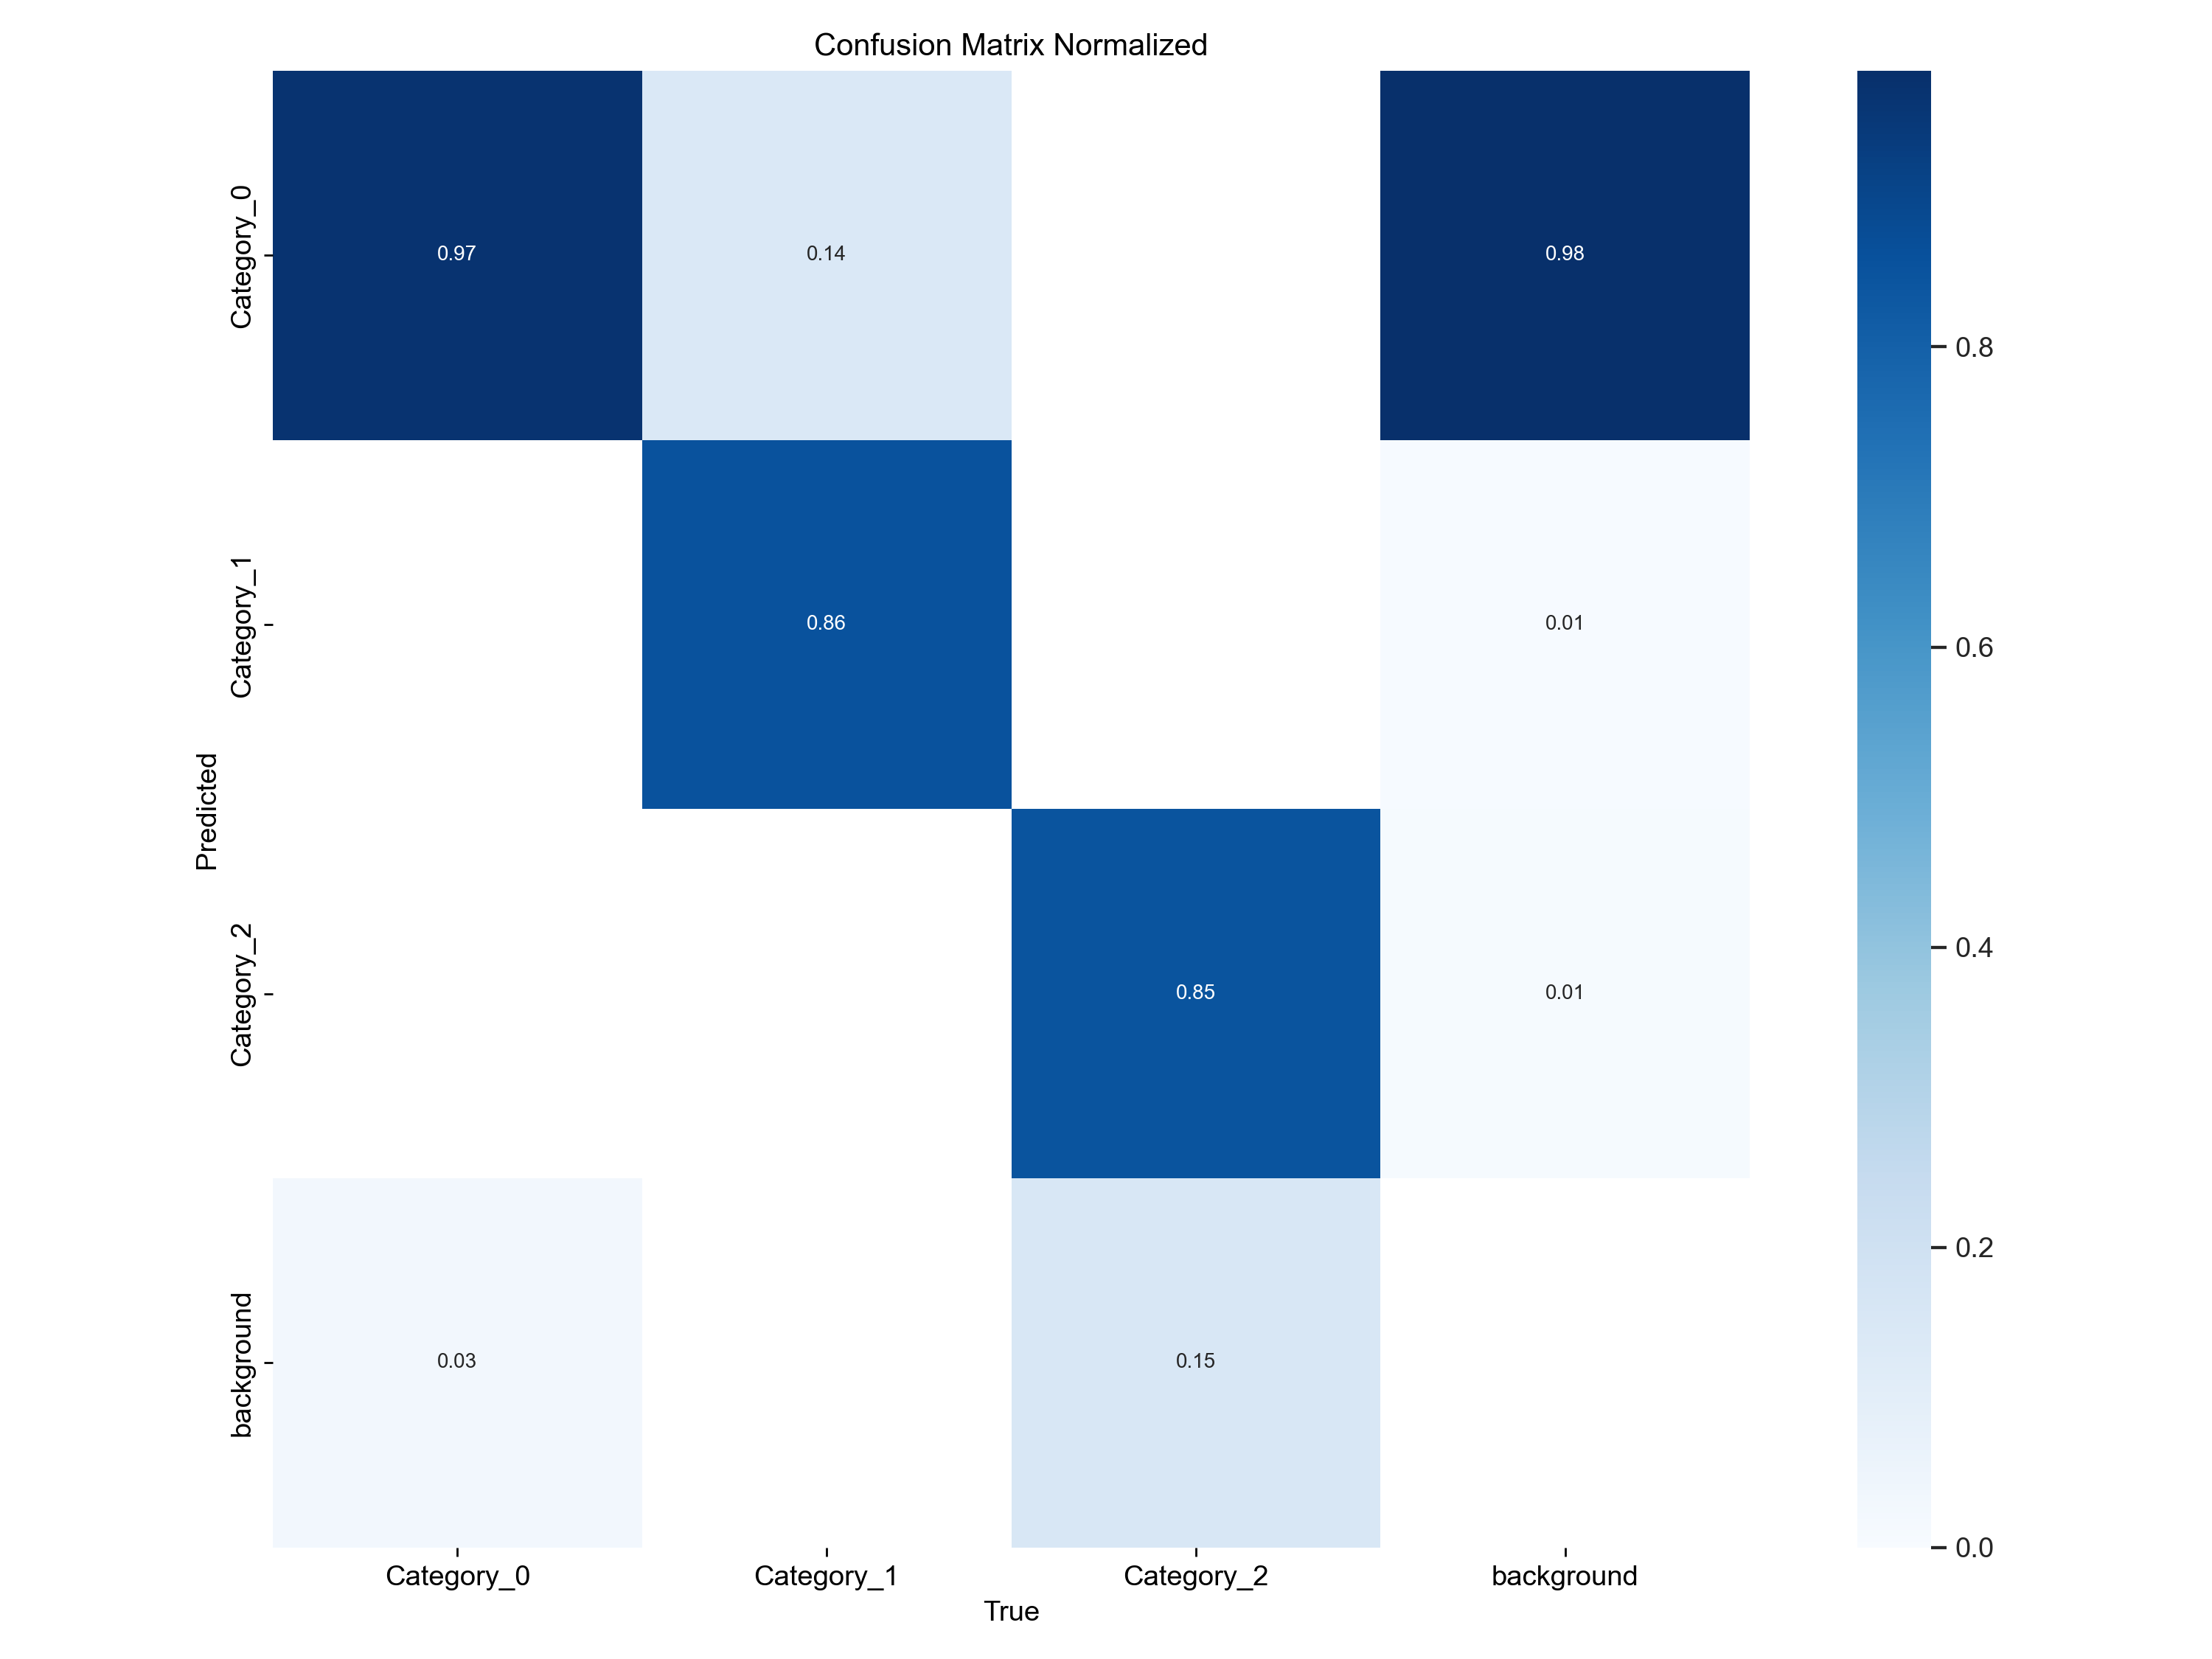 Confusion Matrix Normalized
Category_0
0.97
0.14
0.98
0.8
Category_1
0.86
0.01
0.6
Predicted
Category_2
0.85
0.01
0.4
background
0.03
0.15
0.2
0.0
Category_0
Category_1
Category_2
background
True